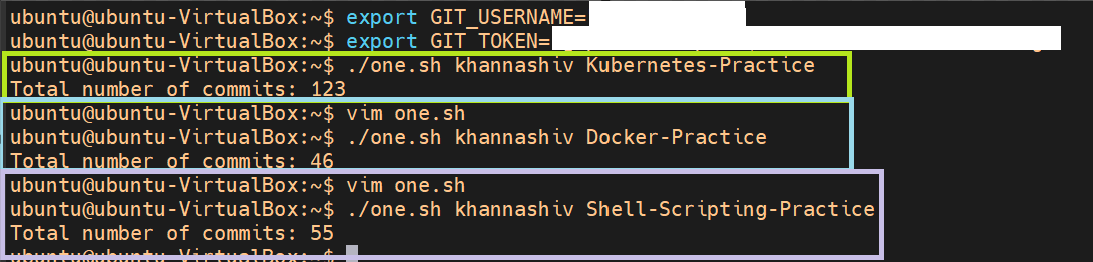 ubuntu@ubuntu-VirtualBox:~$ export GIT_USERNAME=
ubuntu@ubuntu-VirtualBox:~$ export GIT_TOKEN=
ubuntu@ubuntu-VirtualBox:~$ ./one.sh khannashiv Kubernetes-Practice
Total number of commits: 123
ubuntu@ubuntu-VirtualBox:~$ vim one.sh
ubuntu@ubuntu-VirtualBox:~$ ./one.sh khannashiv Docker-Practice
Total number of commits: 46
ubuntu@ubuntu-VirtualBox:~$ vim one.sh
ubuntu@ubuntu-VirtualBox:~$ ./one.sh khannashiv Shell-Scripting-Practice
Total number of commits: 55
ubuntu@ubuntu-VirtualBox:~$